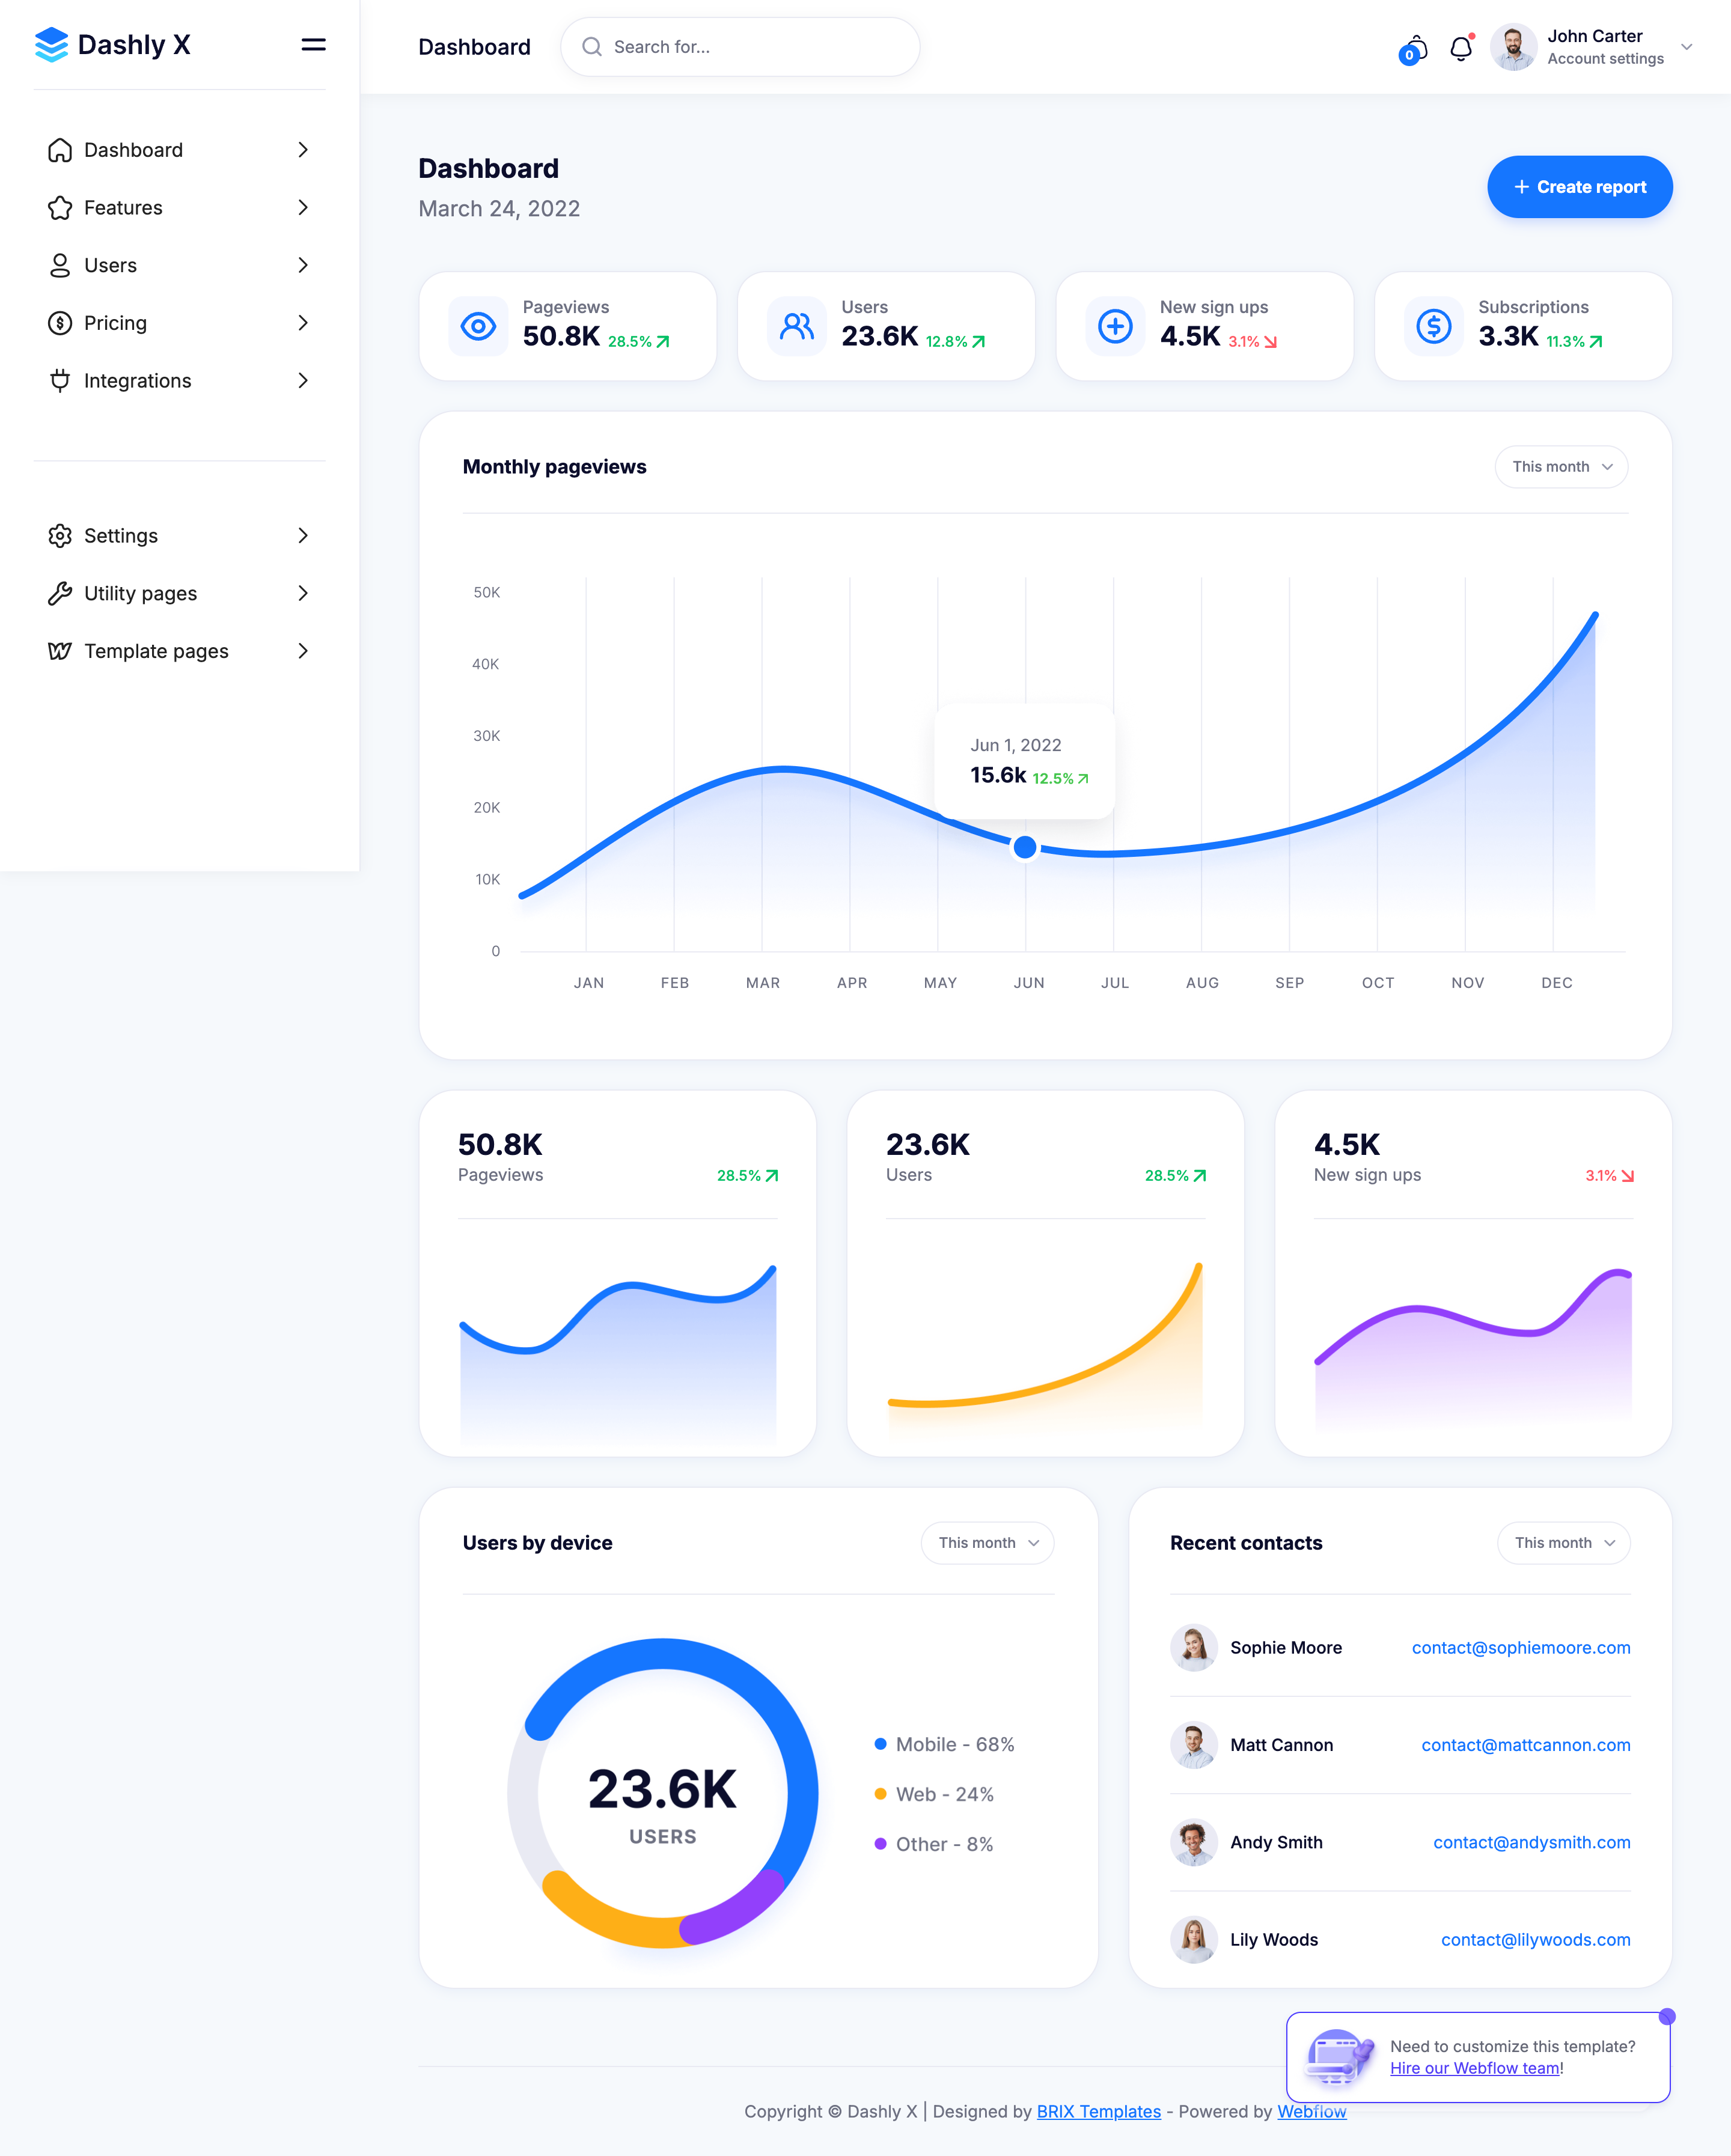 Dashly X
Dashboard
Search for...
0
John Carter
Account settings
Dashboard
Features
Users
Pricing
Integrations
Settings
Utility pages
Template pages
Dashboard
March 24, 2022
Create report
Pageviews
50.8K 28.5%
Users
23.6K 12.8%
New sign ups
4.5K 3.1%
Subscriptions
3.3K 11.3%
Monthly pageviews
This month
50K
40K
30K
20K
10K
0
Jun 1, 2022
15.6k 12.5%
JAN FEB MAR APR MAY JUN JUL AUG SEP OCT NOV DEC
50.8K
Pageviews 28.5%
23.6K
Users 28.5%
4.5K
New sign ups 3.1%
Users by device
This month
23.6K
USERS
Mobile - 68%
Web - 24%
Other - 8%
Recent contacts
This month
Sophie Moore contact@sophiemoore.com
Matt Cannon contact@mattcannon.com
Andy Smith contact@andysmith.com
Lily Woods contact@lilywoods.com
Need to customize this template?
Hire our Webflow team!
Copyright © Dashly X | Designed by BRIX Templates - Powered by Webflow